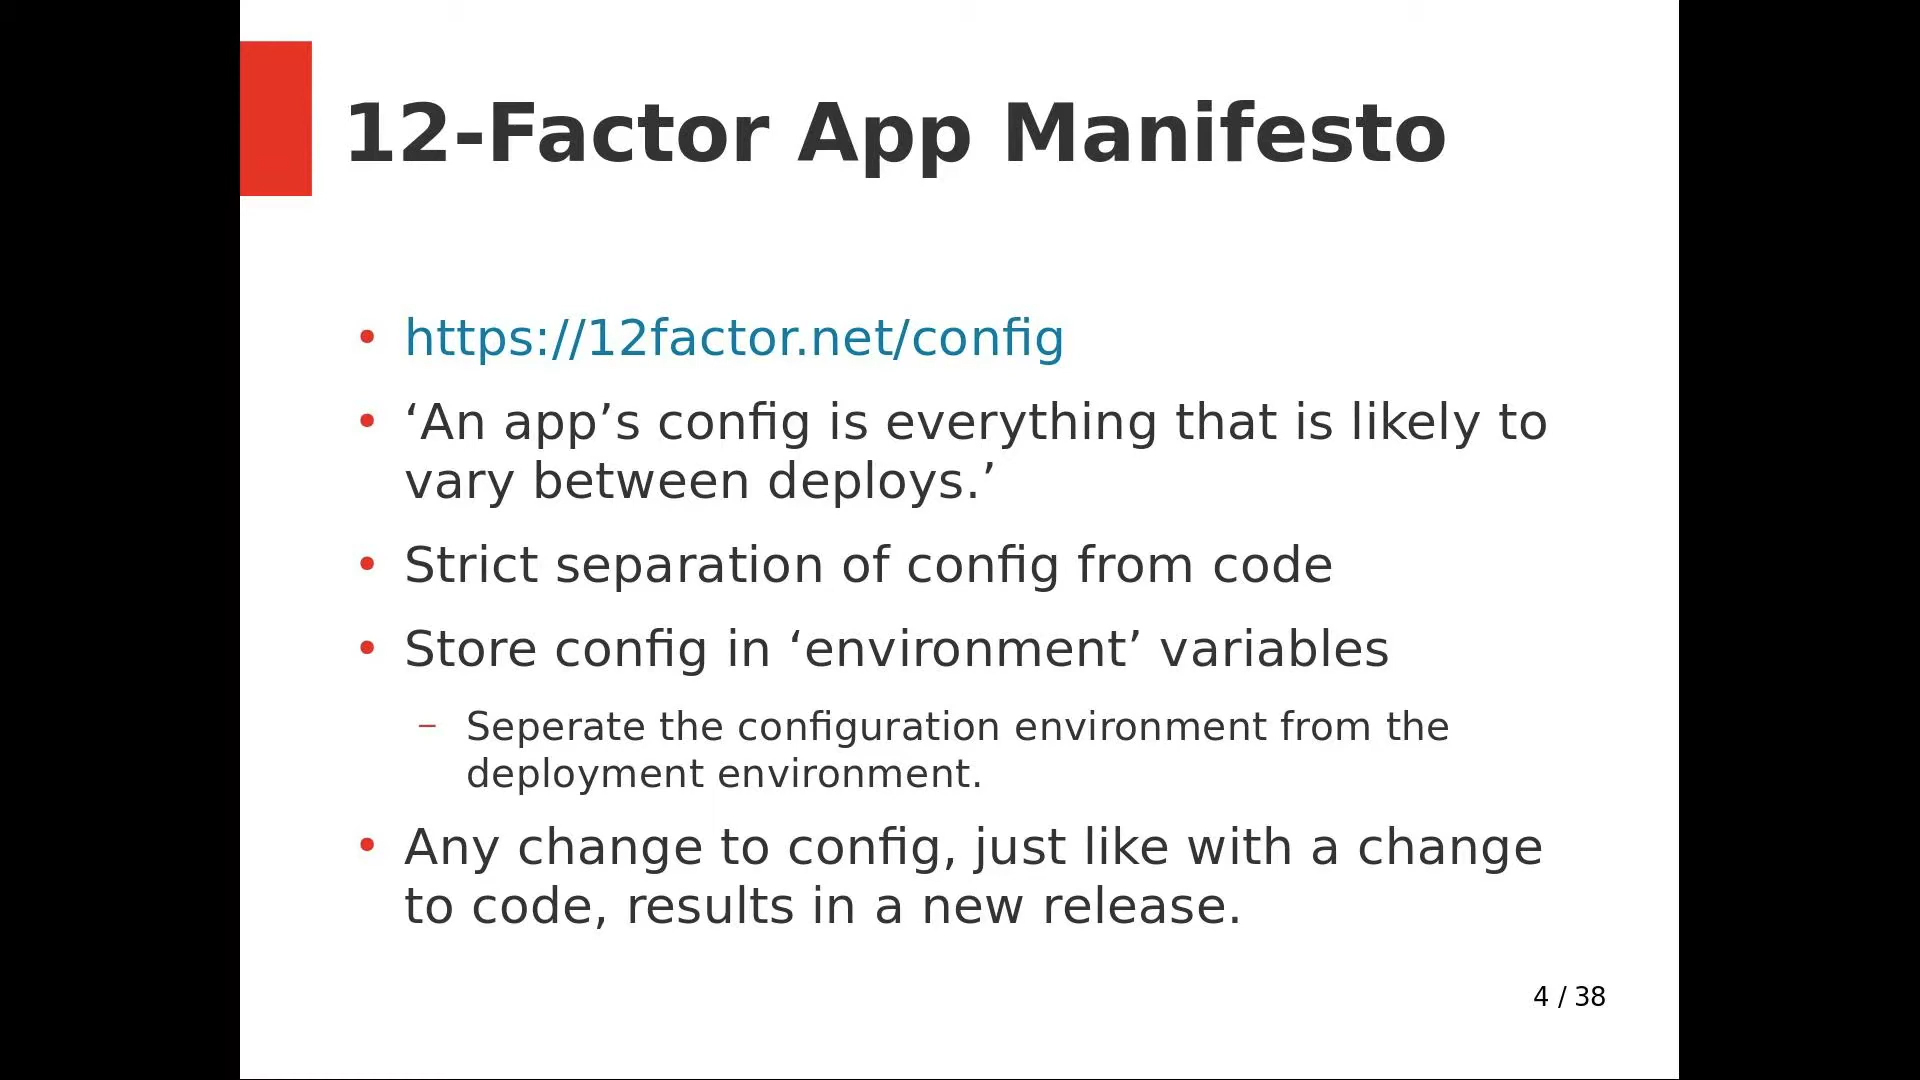 12-Factor App Manifesto
• https://12factor.net/config
• ‘An app’s config is everything that is likely to
vary between deploys.’
• Strict separation of config from code
• Store config in ‘environment’ variables
– Seperate the configuration environment from the
deployment environment.
• Any change to config, just like with a change
to code, results in a new release.
4 / 38